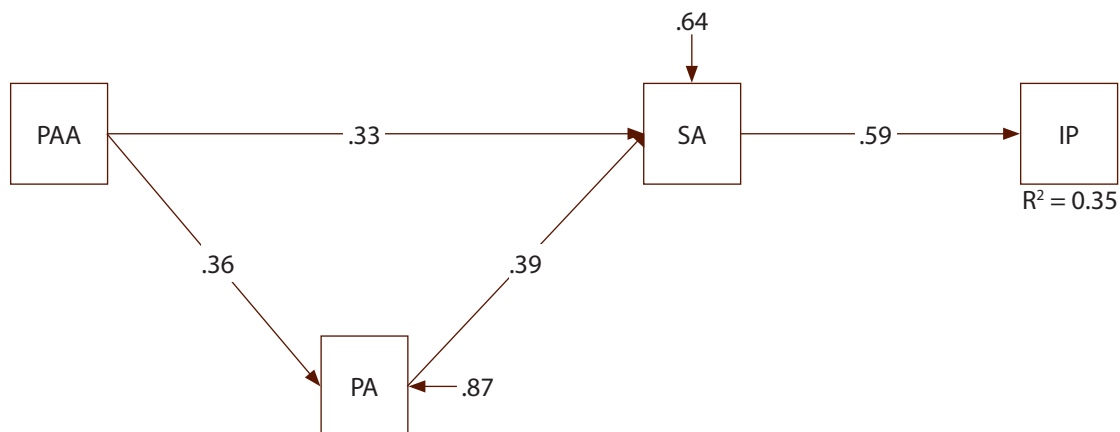 .64
PAA
.33
SA
.59
IP
R² = 0.35
.36
.39
PA
.87